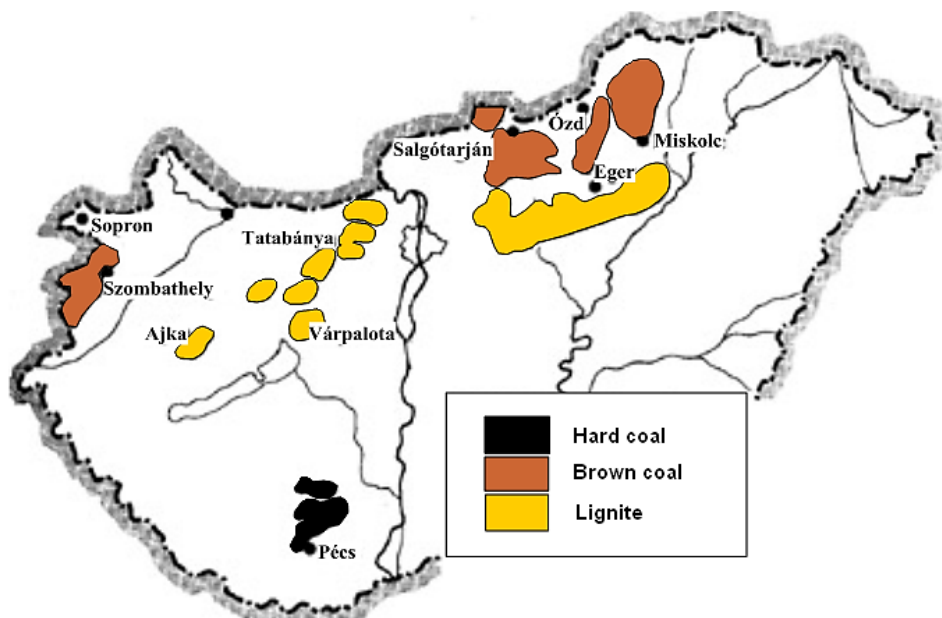 Ózd
Salgótarján
Miskolc
Eger
Sopron
Tatabánya
Szombathely
Ajka
Várpalota
Hard coal
Brown coal
Lignite
Pécs